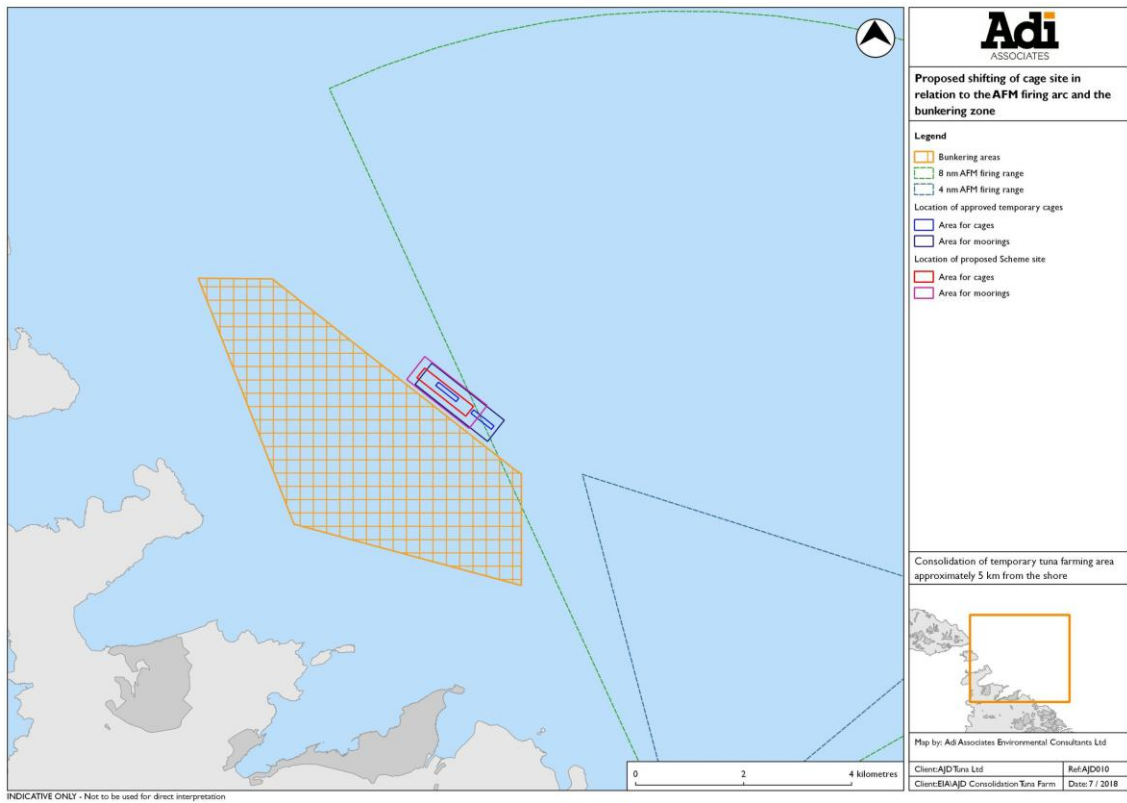 Adi
ASSOCIATES
Proposed shifting of cage site in
relation to the AFM firing arc and the
bunkering zone
Legend
Bunkering areas
8 nm AFM firing range
4 nm AFM firing range
Location of approved temporary cages
Area for cages
Area for moorings
Location of proposed Scheme site
Area for cages
Area for moorings
Consolidation of temporary tuna farming area
approximately 5 km from the shore
Map by: Adi Associates Environmental Consultants Ltd
Client:AJDTuna Ltd
Ref:AJD010
Client:EIA\AJD Consolidation Tuna Farm
Date: 7 / 2018
0 2 4 kilometres
INDICATIVE ONLY - Not to be used for direct interpretation